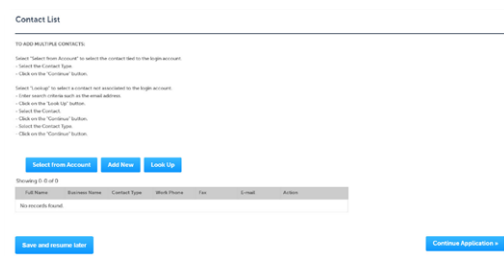 Contact List
TO ADD MULTIPLE CONTACTS:
Select "Select from Account" to select the contact tied to the login account
- Select the Contact Type.
- Click on the "Continue" button.
Select "Lookup" to select a contact not associated to the login account.
- Enter search criteria such as the email address.
- Click on the "Look Up" button.
- Select the Contact.
- Click on the "Continue" button.
- Select the Contact Type.
- Click on the "Continue" button.
Select from Account Add New Look Up
Showing 0-0 of 0
Full Name Business Name Contact Type Work Phone Fax E-mail Action
No records found.
Save and resume later Continue Application »